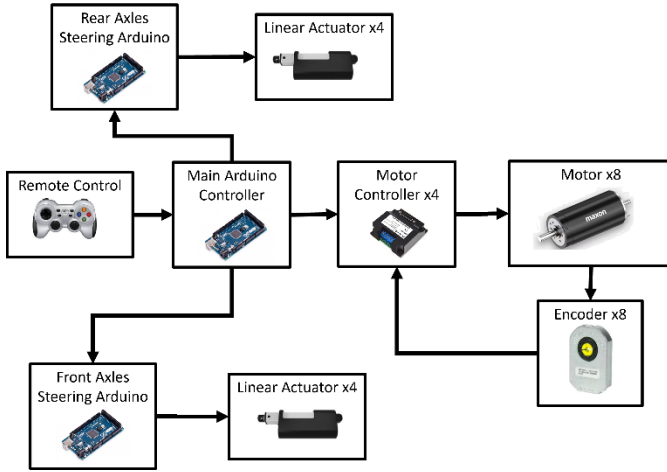 Rear Axles
Steering Arduino
Linear Actuator x4
Remote Control
Main Arduino
Controller
Motor
Controller x4
Motor x8
maxon
Encoder x8
Front Axles
Steering Arduino
Linear Actuator x4